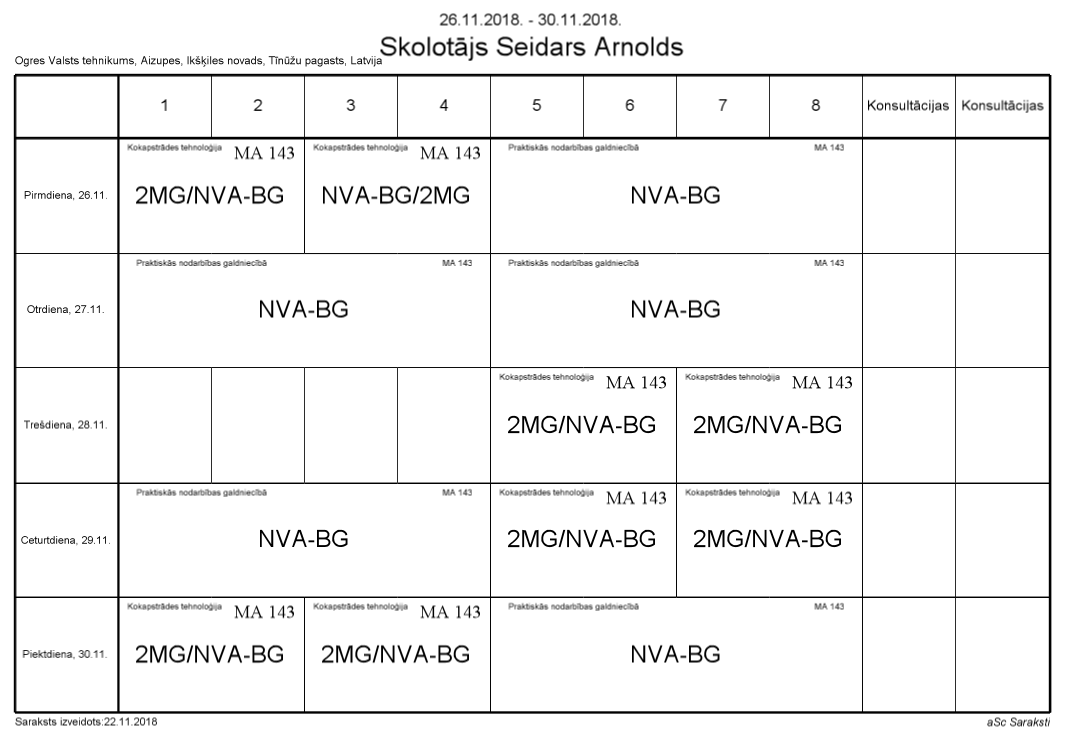 26.11.2018. - 30.11.2018.
Skolotājs Seidars Arnolds
Ogres Valsts tehnikums, Aizupes, Ikšķiles novads, Tīnūžu pagasts, Latvija
1 2 3 4 5 6 7 8 Konsultācijas Konsultācijas
Kokapstrādes tehnoloģija MA 143 Kokapstrādes tehnoloģija MA 143 Praktiskās nodarbības galdniecībā MA 143
Pirmdiena, 26.11. 2MG/NVA-BG NVA-BG/2MG NVA-BG
Praktiskās nodarbības galdniecībā MA 143 Praktiskās nodarbības galdniecībā MA 143
Otrdiena, 27.11. NVA-BG NVA-BG
Kokapstrādes tehnoloģija MA 143 Kokapstrādes tehnoloģija MA 143
Trešdiena, 28.11. 2MG/NVA-BG 2MG/NVA-BG
Praktiskās nodarbības galdniecībā MA 143 Kokapstrādes tehnoloģija MA 143 Kokapstrādes tehnoloģija MA 143
Ceturtdiena, 29.11. NVA-BG 2MG/NVA-BG 2MG/NVA-BG
Kokapstrādes tehnoloģija MA 143 Kokapstrādes tehnoloģija MA 143 Praktiskās nodarbības galdniecībā MA 143
Piektdiena, 30.11. 2MG/NVA-BG 2MG/NVA-BG NVA-BG
Saraksts izveidots:22.11.2018 aSc Saraksti